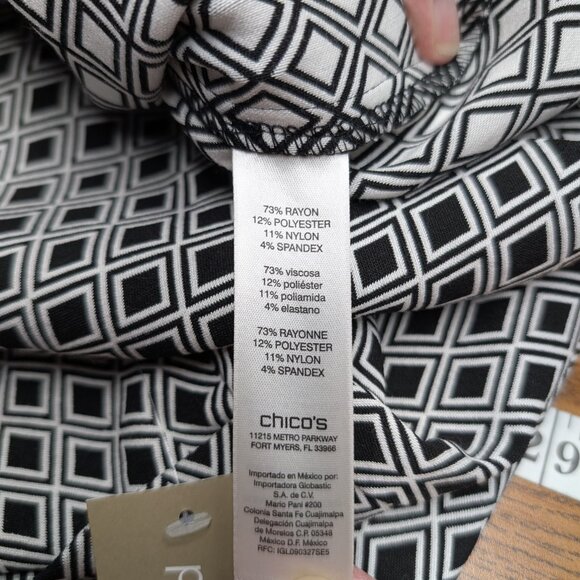 73% RAYON
12% POLYESTER
11% NYLON
4% SPANDEX
73% viscosa
12% poliéster
11% poliamida
4% elastano
73% RAYONNE
12% POLYESTER
11% NYLON
4% SPANDEX
chico's
11215 METRO PARKWAY
FORT MYERS, FL 33966
Importado en México por:
Importadora Globastic
S.A. de C.V.
Mario Pani #200
Colonia Santa Fe Cuajimalpa
Delegación Cuajimalpa
de Morelos C.P. 05348
México D.F. México
RFC: IGL090327SE5
29